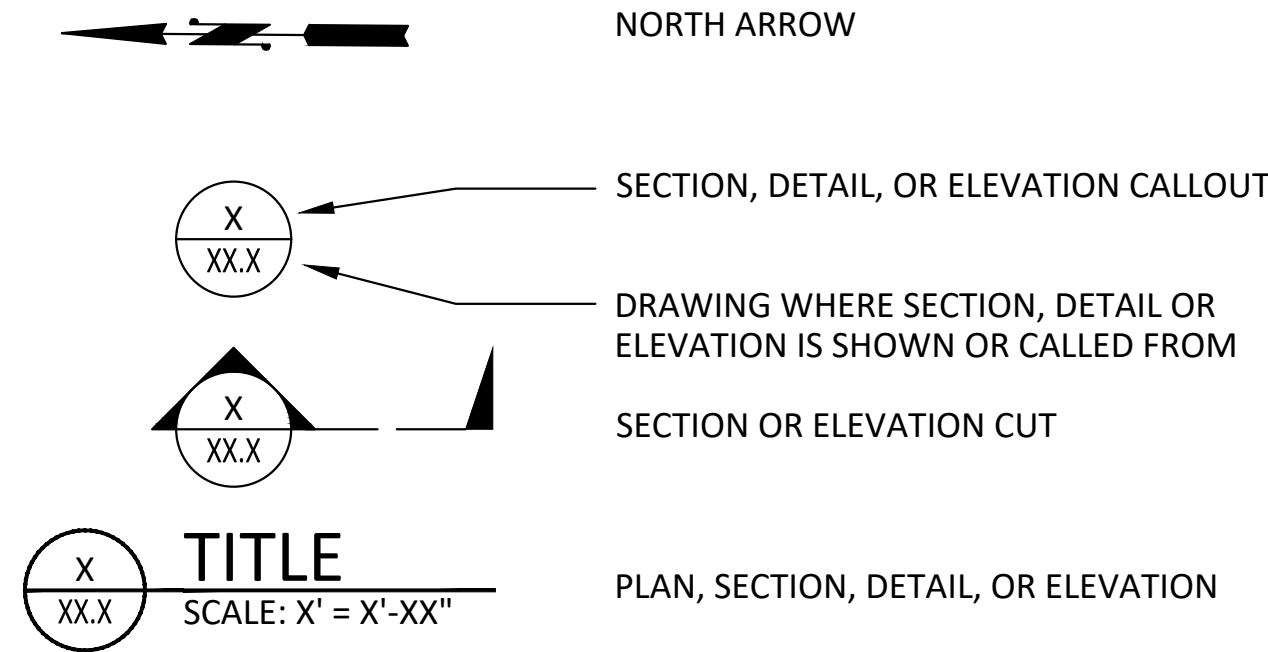 NORTH ARROW
X
XX.X
SECTION, DETAIL, OR ELEVATION CALLOUT
DRAWING WHERE SECTION, DETAIL OR
ELEVATION IS SHOWN OR CALLED FROM
X
XX.X
SECTION OR ELEVATION CUT
X
XX.X
TITLE
SCALE: X' = X'-XX"
PLAN, SECTION, DETAIL, OR ELEVATION